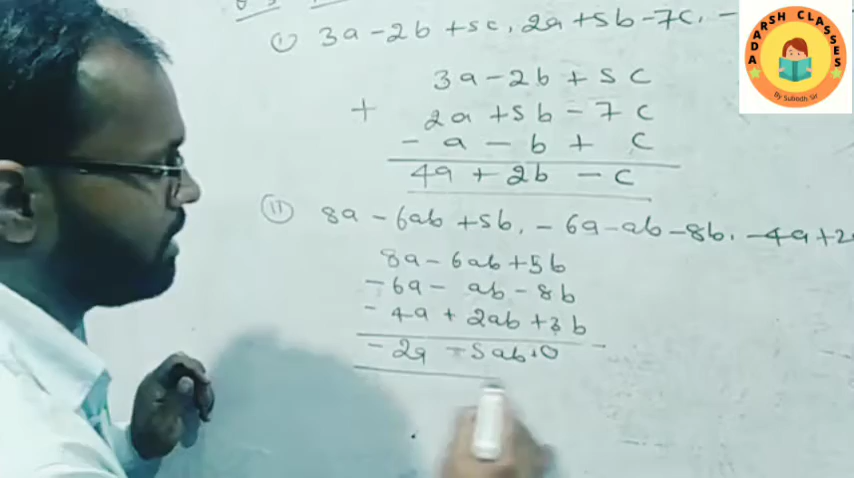 (i) 3a-2b+5c, 2a+5b-7c, -
3a-2b+5c
+ 2a+5b-7c
-a-b+c
4a+2b-c
(ii) 8a-6ab+5b, -6a-ab-8b, -4a+2
8a-6ab+5b
-6a-ab-8b
-4a+2ab+3b
-2a-5ab+0
ADARSH CLASSES
By Subodh Sir